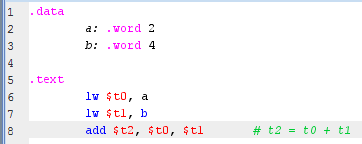 1 .data
2 a: .word 2
3 b: .word 4
4
5 .text
6 lw $t0, a
7 lw $t1, b
8 add $t2, $t0, $t1 # t2 = t0 + t1